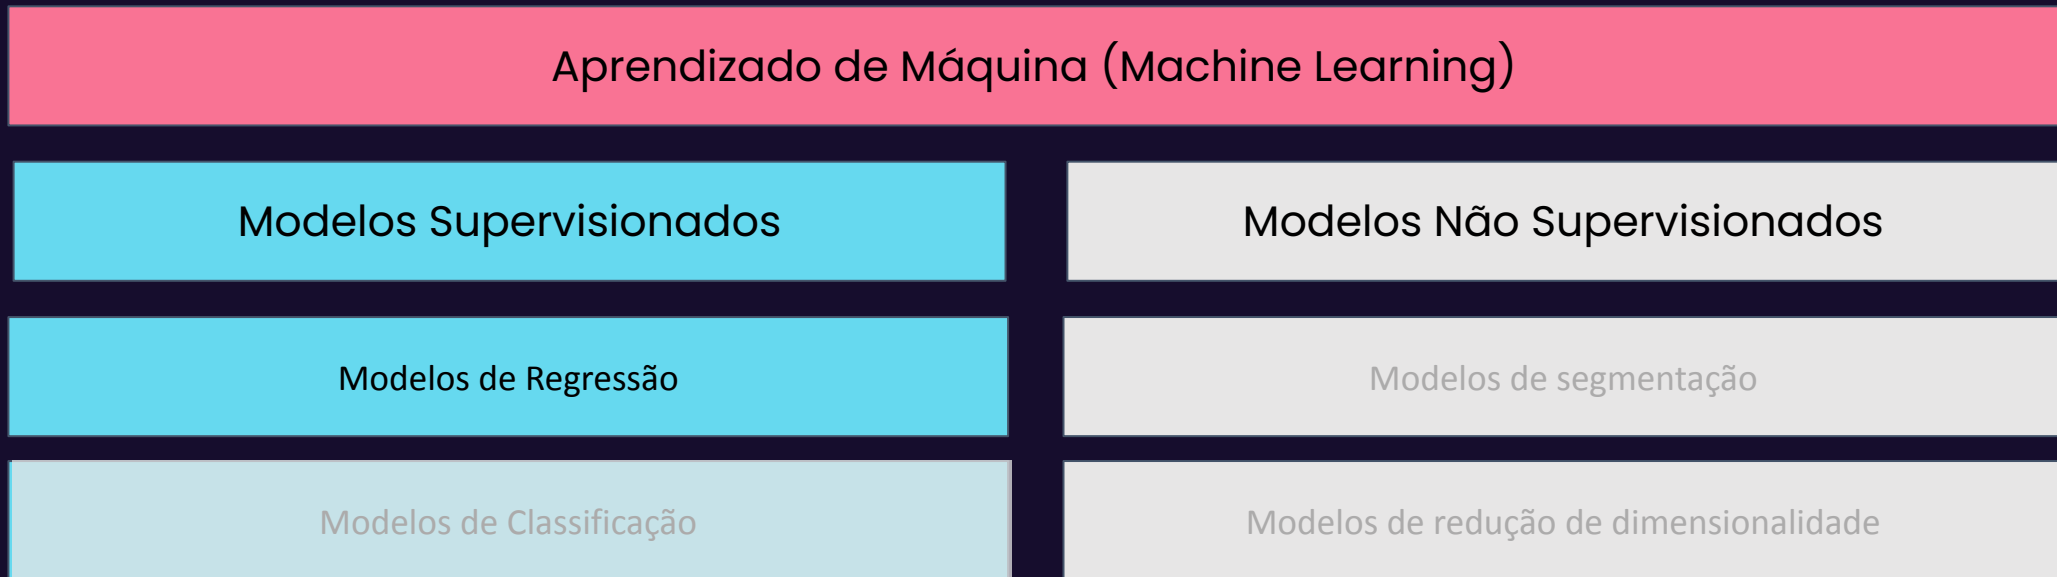 Aprendizado de Máquina (Machine Learning)
Modelos Supervisionados
Modelos Não Supervisionados
Modelos de Regressão
Modelos de segmentação
Modelos de Classificação
Modelos de redução de dimensionalidade